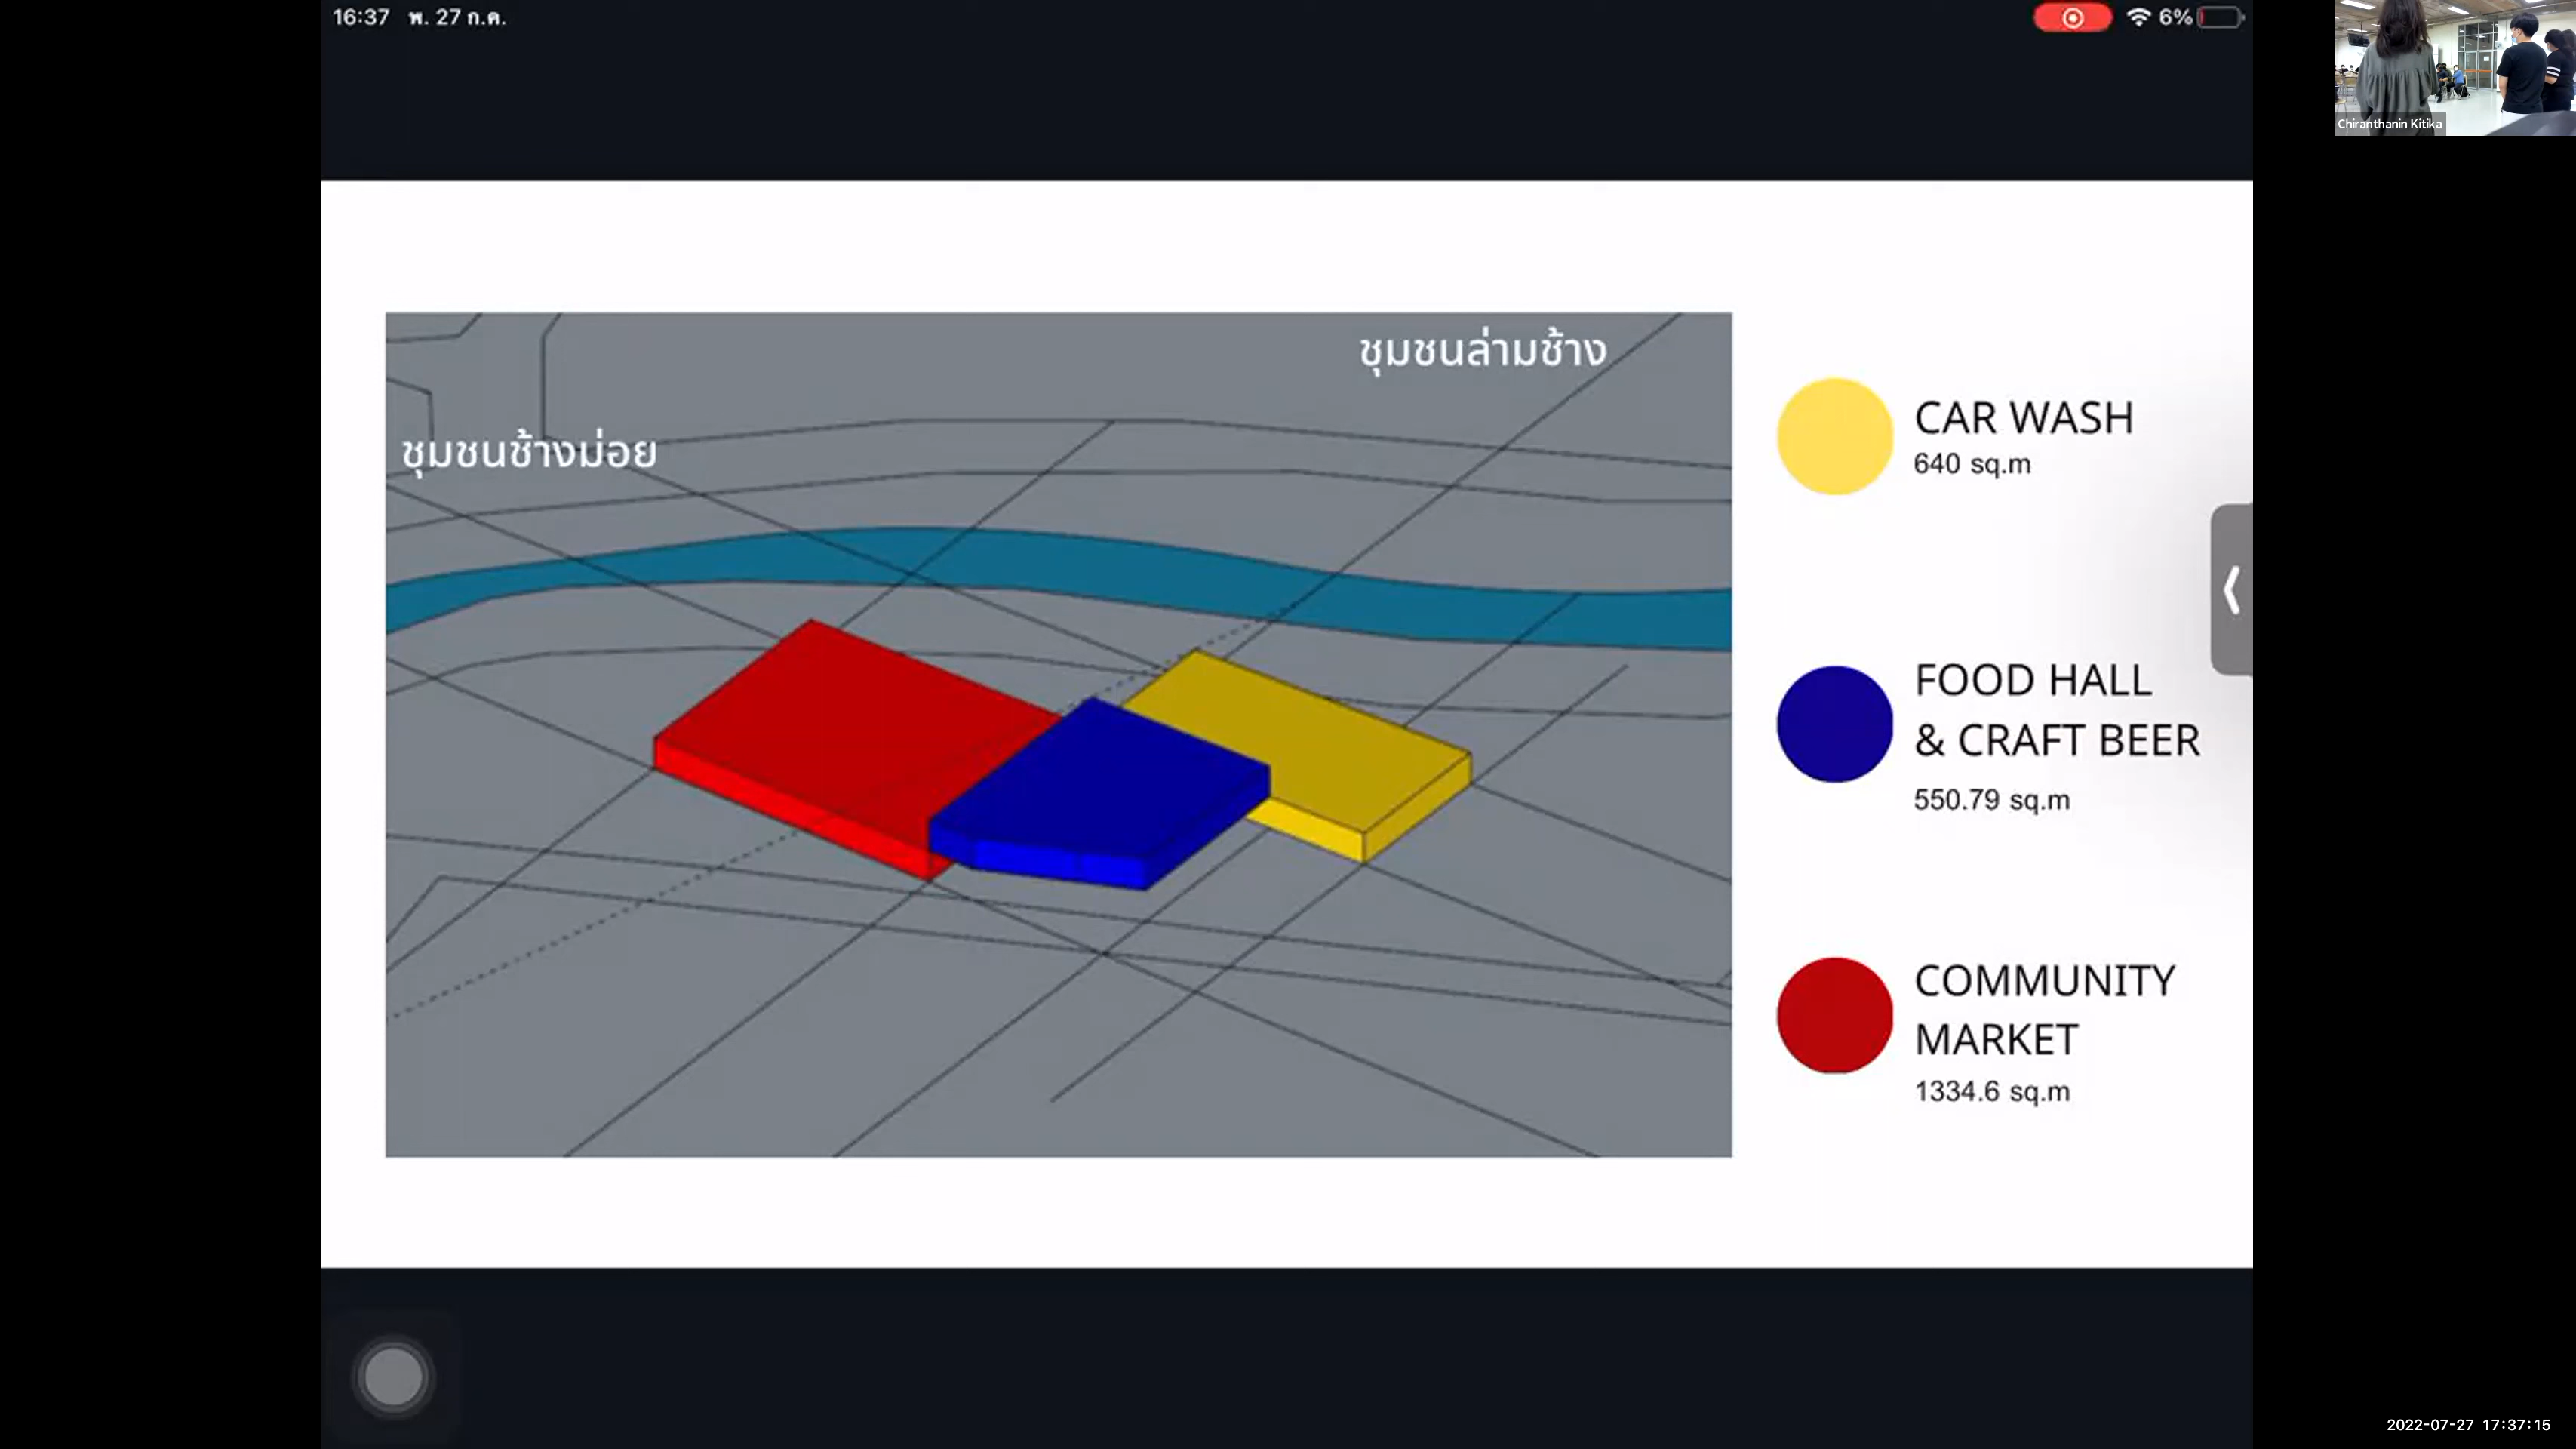 16:37 พ. 27 ก.ค.
6%
Chiranthanin Kitika
ชุมชนล่ามช้าง
ชุมชนช้างม่อย
CAR WASH
640 sq.m
FOOD HALL
& CRAFT BEER
550.79 sq.m
COMMUNITY
MARKET
1334.6 sq.m
2022-07-27 17:37:15